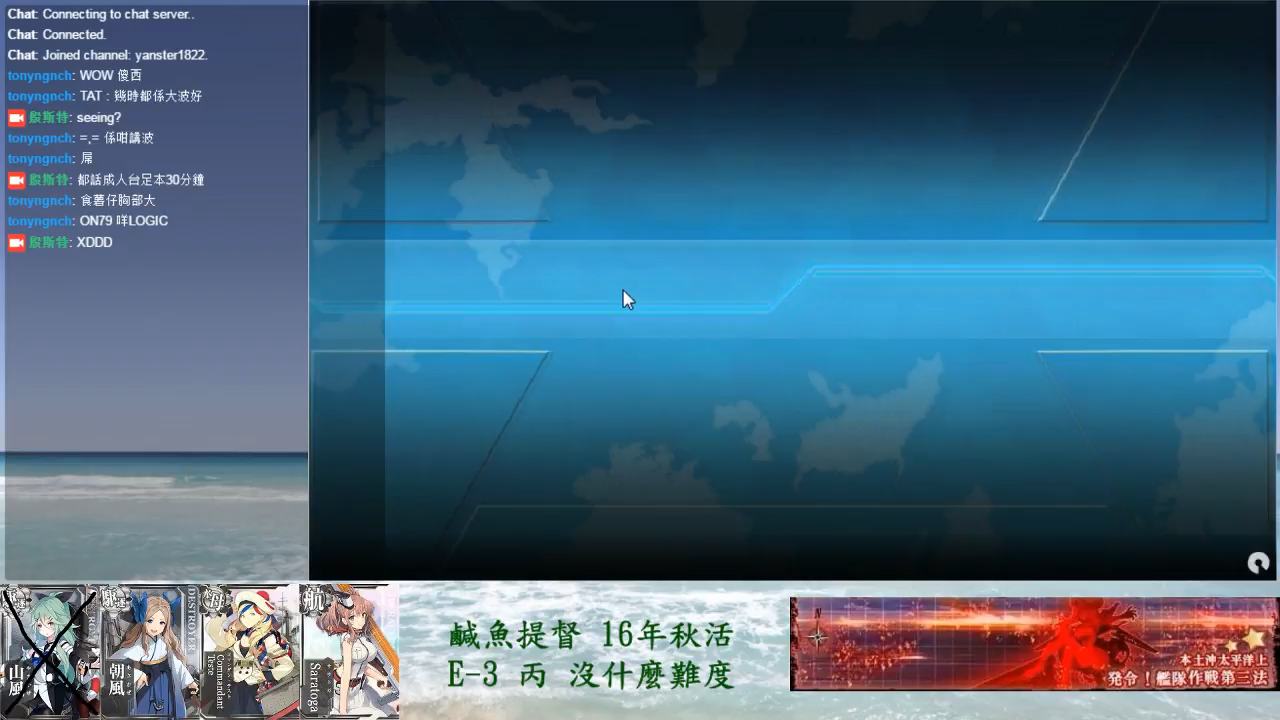 Chat: Connecting to chat server..
Chat: Connected.
Chat: Joined channel: yanster1822.
tonyngnch: WOW 傻西
tonyngnch: TAT : 幾時都係大波好
殷斯特: seeing?
tonyngnch: =,= 係咁講波
tonyngnch: 屌
殷斯特: 都話成人台足本30分鐘
tonyngnch: 食薯仔胸部大
tonyngnch: ON79 咩LOGIC
殷斯特: XDDD
山風
朝風
DESTROYER
Commandant Teste
航
Saratoga
鹹魚提督 16年秋活
E-3 丙 沒什麼難度
N
本土沖太平洋上
発令!艦隊作戦第三法